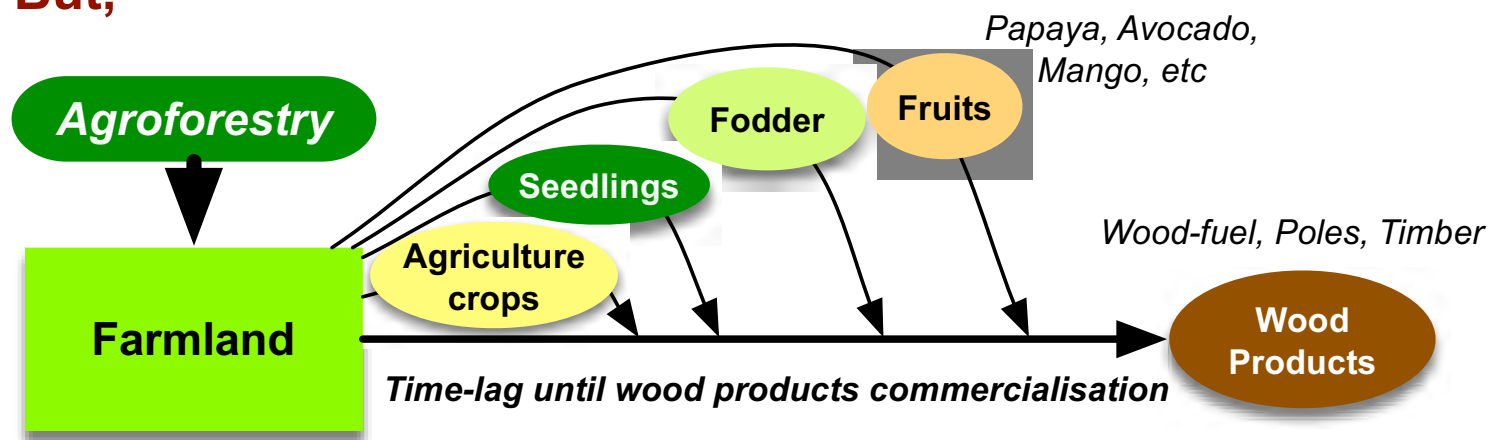 But,
Papaya, Avocado,
Mango, etc
Agroforestry
Fruits
Fodder
Seedlings
Agriculture
crops
Wood-fuel, Poles, Timber
Farmland
Wood
Products
Time-lag until wood products commercialisation